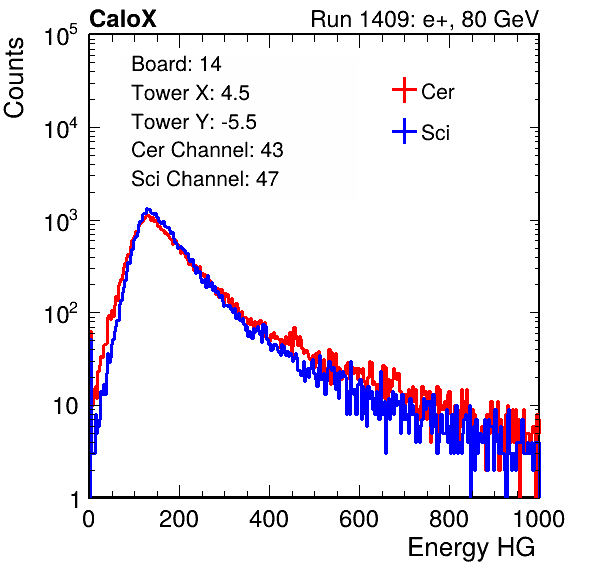 CaloX Run 1409: e+, 80 GeV
Counts
10^5
10^4
10^3
10^2
10
1
Board: 14
Tower X: 4.5
Tower Y: -5.5
Cer Channel: 43
Sci Channel: 47
Cer
Sci
0 200 400 600 800 1000
Energy HG